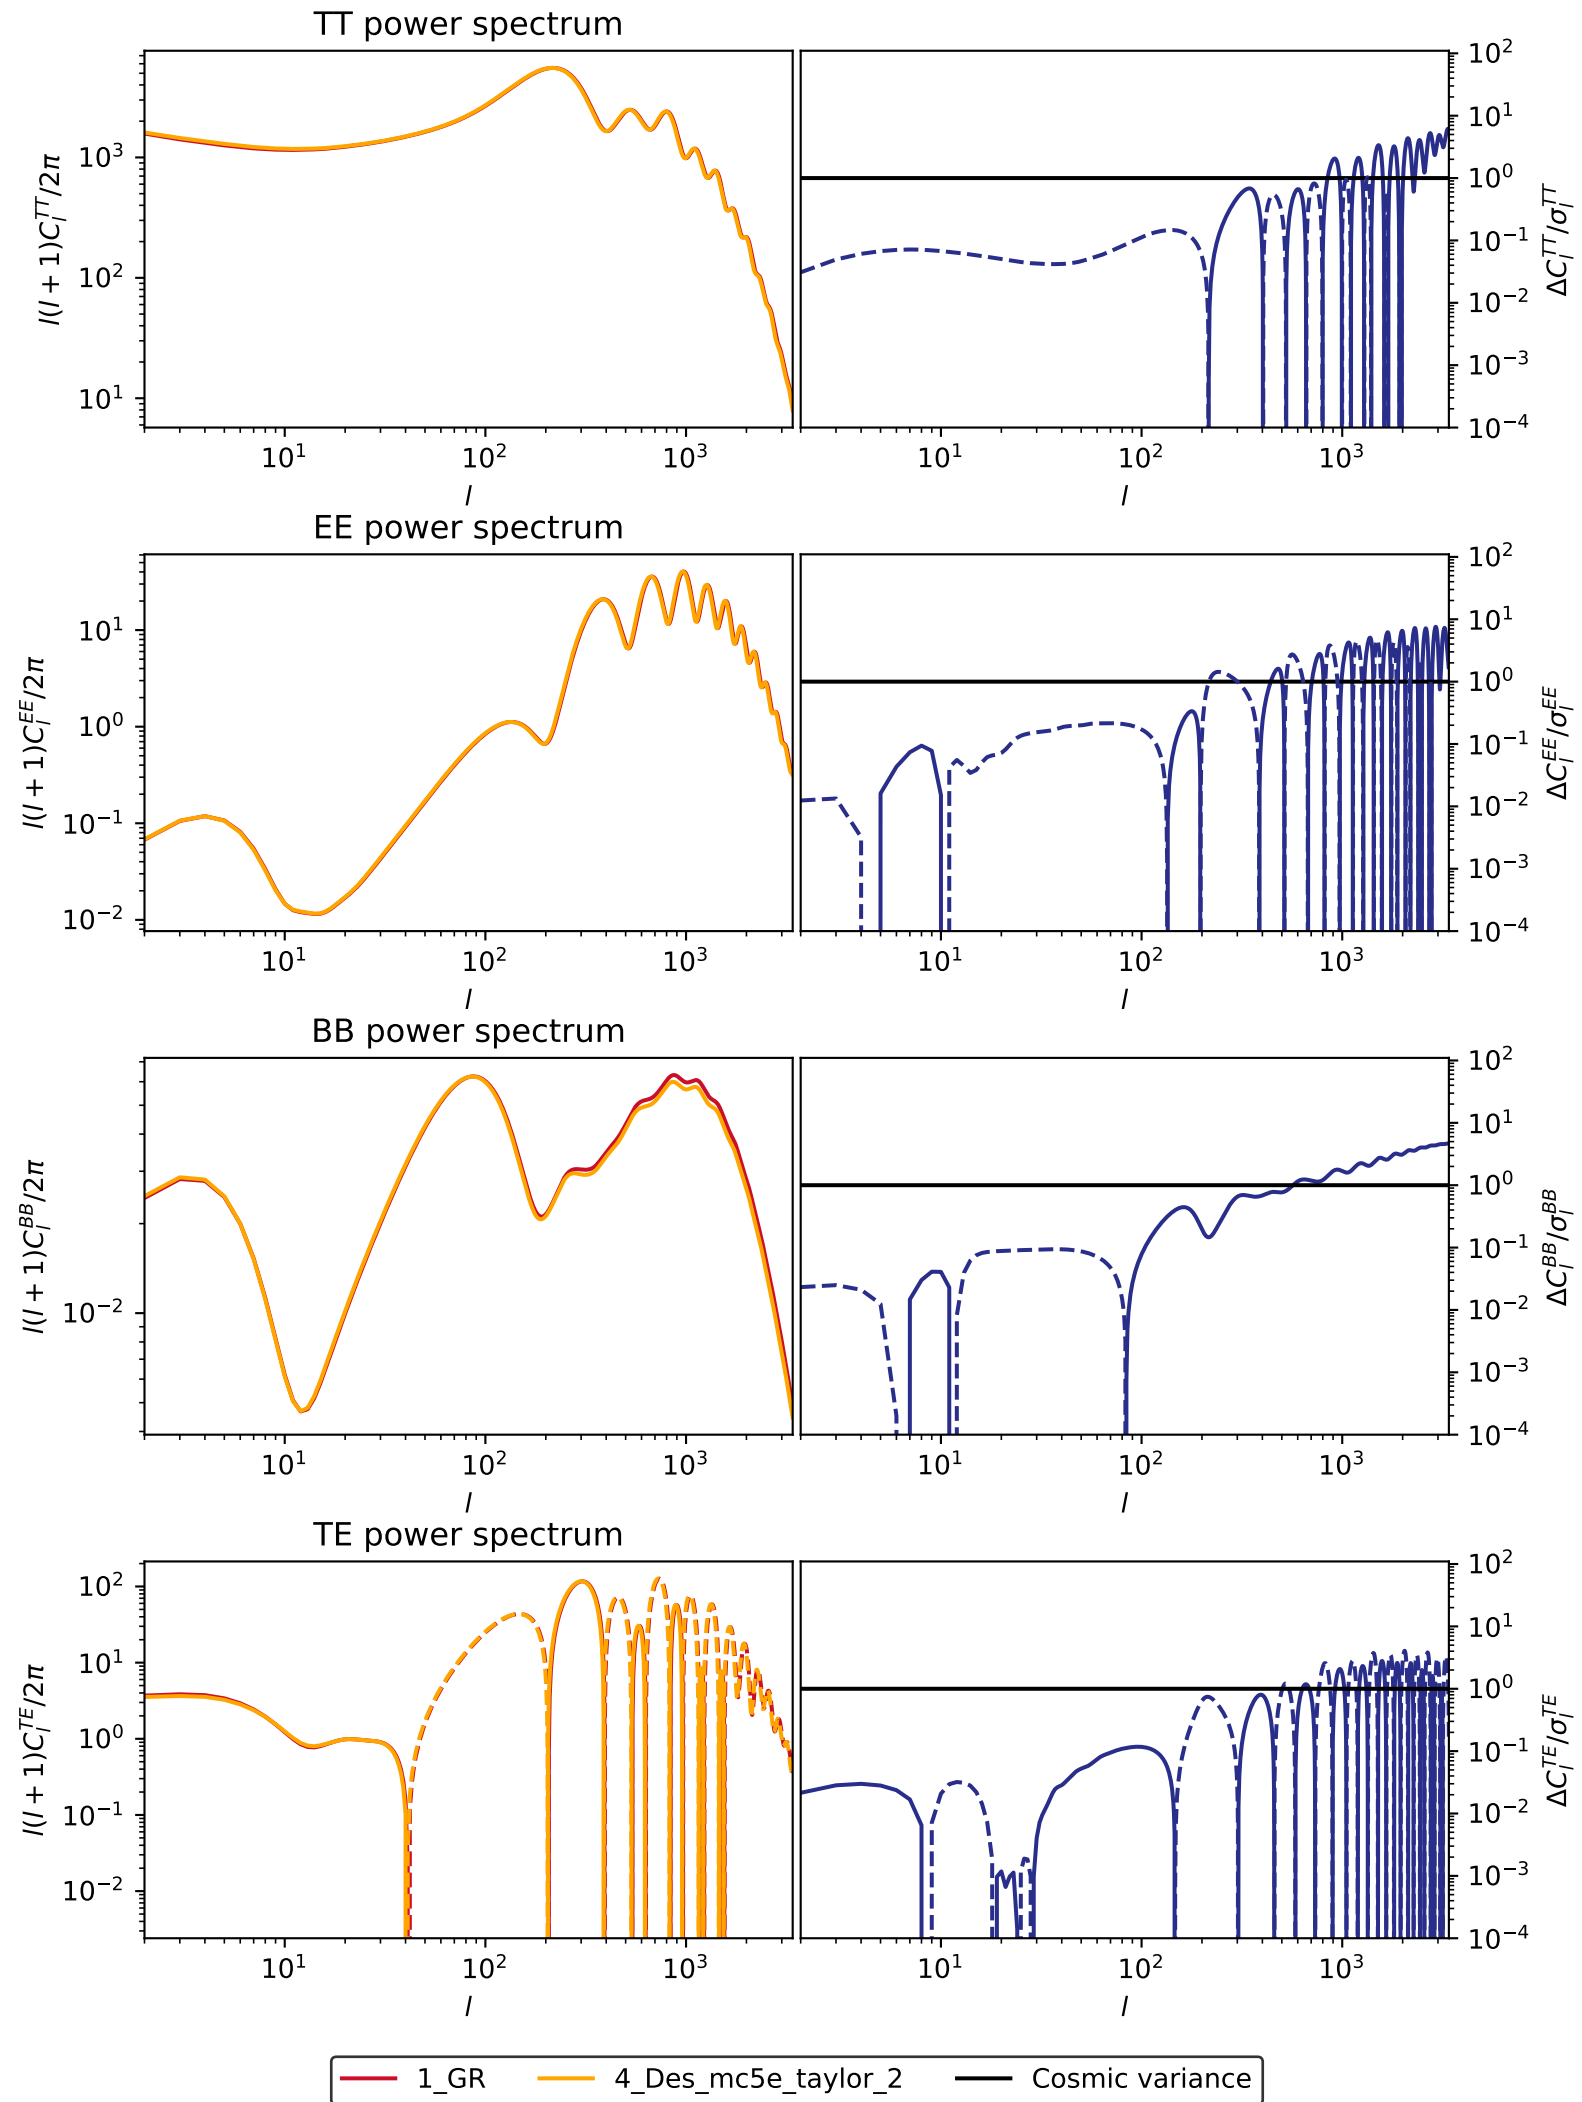 TT power spectrum
l(l + 1)C_l^{TT}/2π
10^3
10^2
10^1
10^1 10^2 10^3
l
10^2
10^1
10^0
10^{−1}
10^{−2}
10^{−3}
10^{−4}
ΔC_l^{TT}/σ_l^{TT}
10^1 10^2 10^3
l
EE power spectrum
l(l + 1)C_l^{EE}/2π
10^1
10^0
10^{−1}
10^{−2}
10^1 10^2 10^3
l
10^2
10^1
10^0
10^{−1}
10^{−2}
10^{−3}
10^{−4}
ΔC_l^{EE}/σ_l^{EE}
10^1 10^2 10^3
l
BB power spectrum
l(l + 1)C_l^{BB}/2π
10^{−2}
10^1 10^2 10^3
l
10^2
10^1
10^0
10^{−1}
10^{−2}
10^{−3}
10^{−4}
ΔC_l^{BB}/σ_l^{BB}
10^1 10^2 10^3
l
TE power spectrum
l(l + 1)C_l^{TE}/2π
10^2
10^1
10^0
10^{−1}
10^{−2}
10^1 10^2 10^3
l
10^2
10^1
10^0
10^{−1}
10^{−2}
10^{−3}
10^{−4}
ΔC_l^{TE}/σ_l^{TE}
10^1 10^2 10^3
l
1_GR 4_Des_mc5e_taylor_2 Cosmic variance